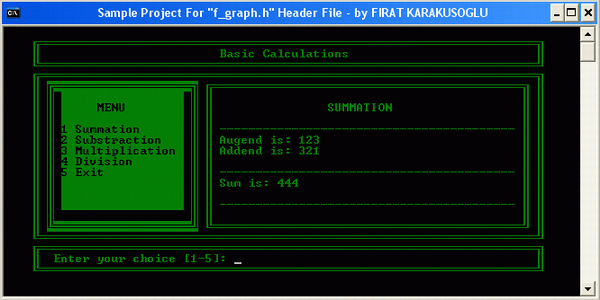 Sample Project For "f_graph.h" Header File - by FIRAT KARAKUSOGLU
Basic Calculations
MENU
1 Summation
2 Substraction
3 Multiplication
4 Division
5 Exit
SUMMATION
Augend is: 123
Addend is: 321
Sum is: 444
Enter your choice [1-5]: _